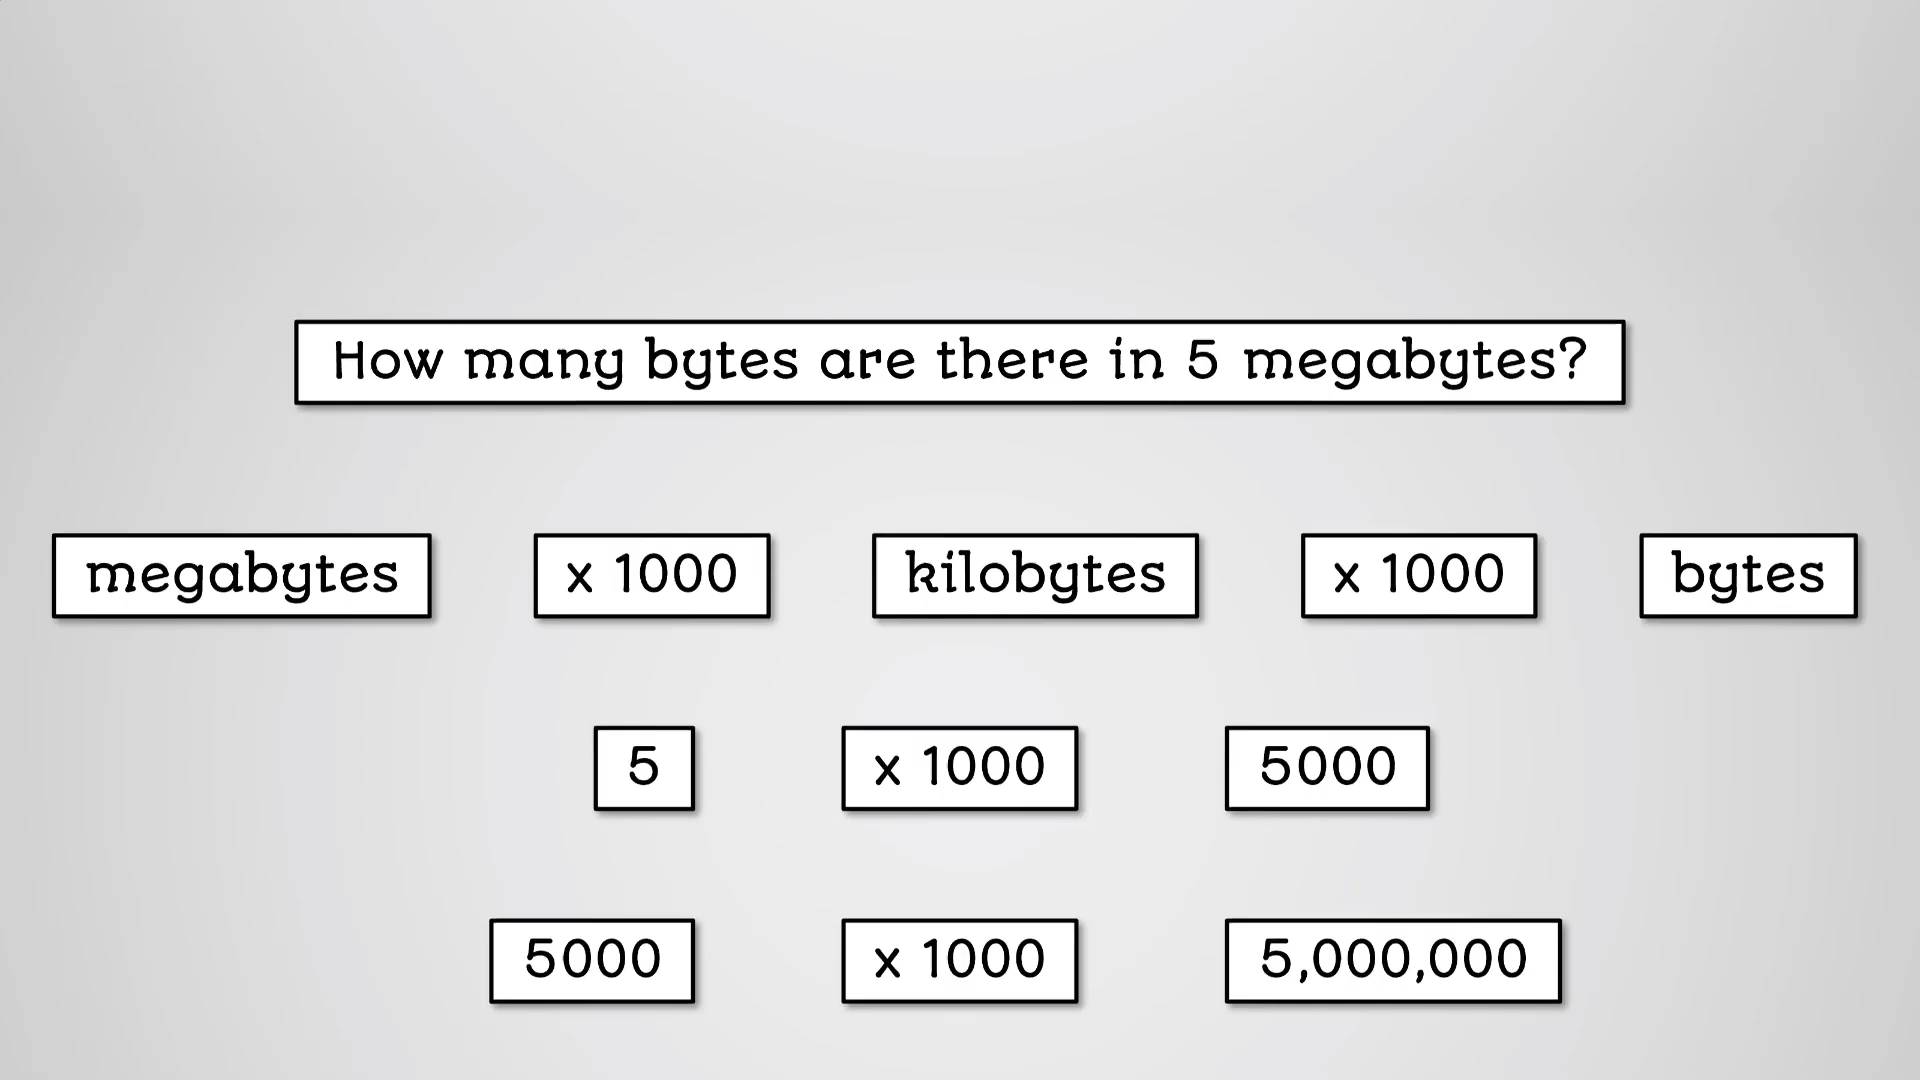 How many bytes are there in 5 megabytes?
megabytes x 1000 kilobytes x 1000 bytes
5 x 1000 5000
5000 x 1000 5,000,000